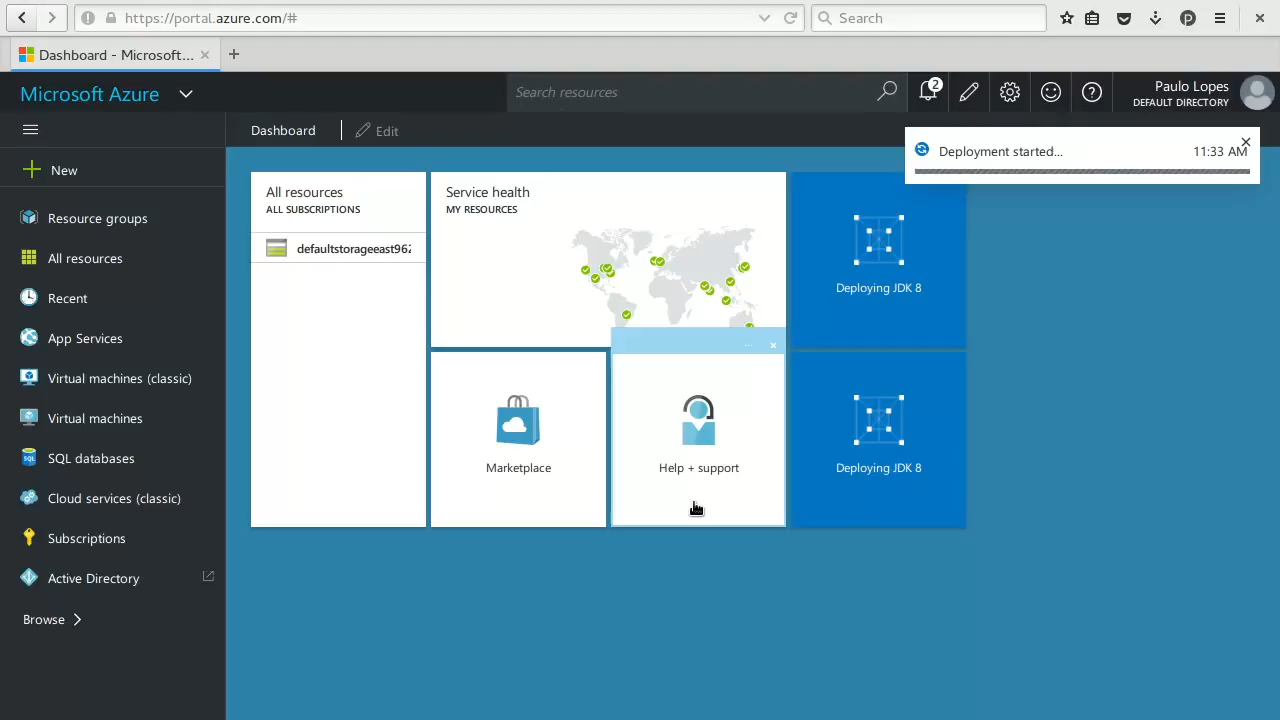 https://portal.azure.com/#
Search
Dashboard - Microsoft...
Microsoft Azure
Search resources
2
Paulo Lopes
DEFAULT DIRECTORY
Dashboard
Edit
Deployment started...
11:33 AM
New
Resource groups
All resources
Recent
App Services
Virtual machines (classic)
Virtual machines
SQL databases
Cloud services (classic)
Subscriptions
Active Directory
Browse
All resources
ALL SUBSCRIPTIONS
defaultstorageeast962
Service health
MY RESOURCES
Deploying JDK 8
Marketplace
Help + support
Deploying JDK 8